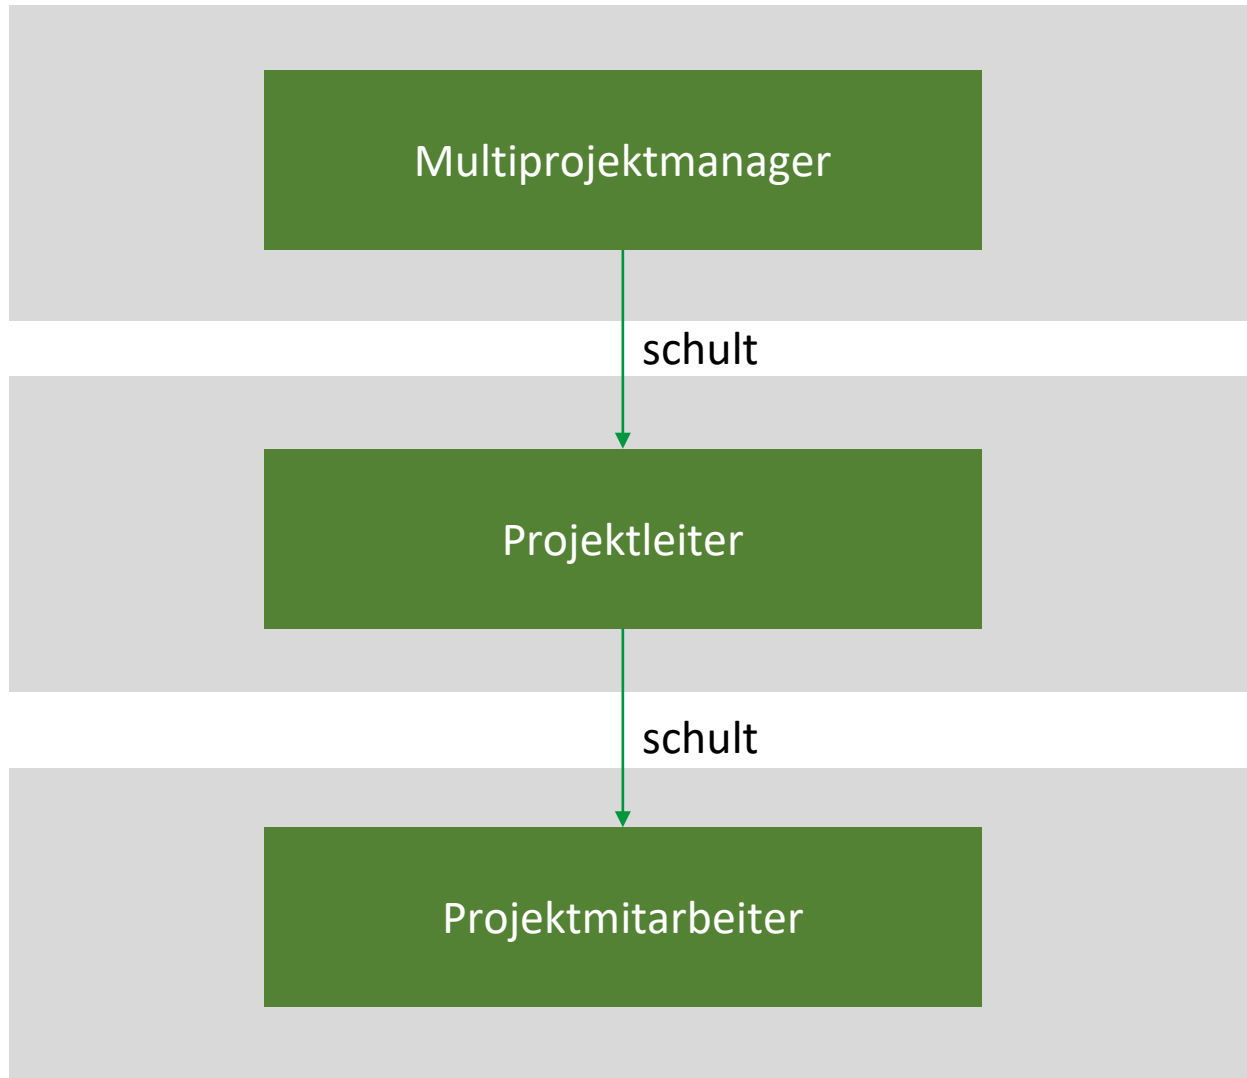 Multiprojektmanager
schult
Projektleiter
schult
Projektmitarbeiter